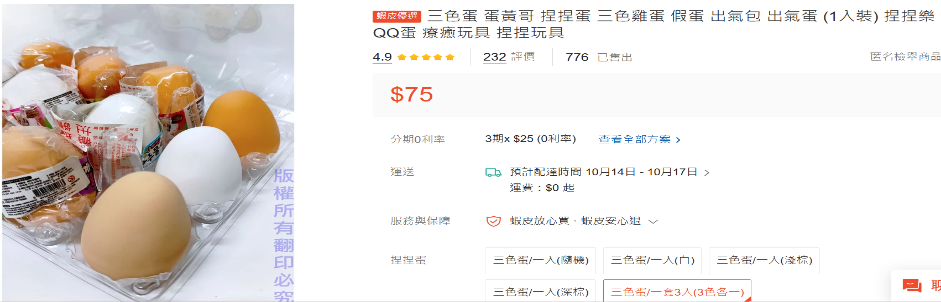 蝦皮優選 三色蛋 蛋黃哥 捏捏蛋 三色雞蛋 假蛋 出氣包 出氣蛋 (1入裝) 捏捏樂
QQ蛋 療癒玩具 捏捏玩具
4.9 232 評價 776 已售出 匿名檢舉商品
$75
分期0利率 3期x $25 (0利率) 查看全部方案
運送 預計配達時間 10月14日 - 10月17日
運費：$0 起
服務與保障 蝦皮放心買．蝦皮安心退
捏捏蛋 三色蛋/一入(隨機) 三色蛋/一入(白) 三色蛋/一入(淺棕)
三色蛋/一入(深棕) 三色蛋/一套3入(3色各一)
版權所有翻印必究